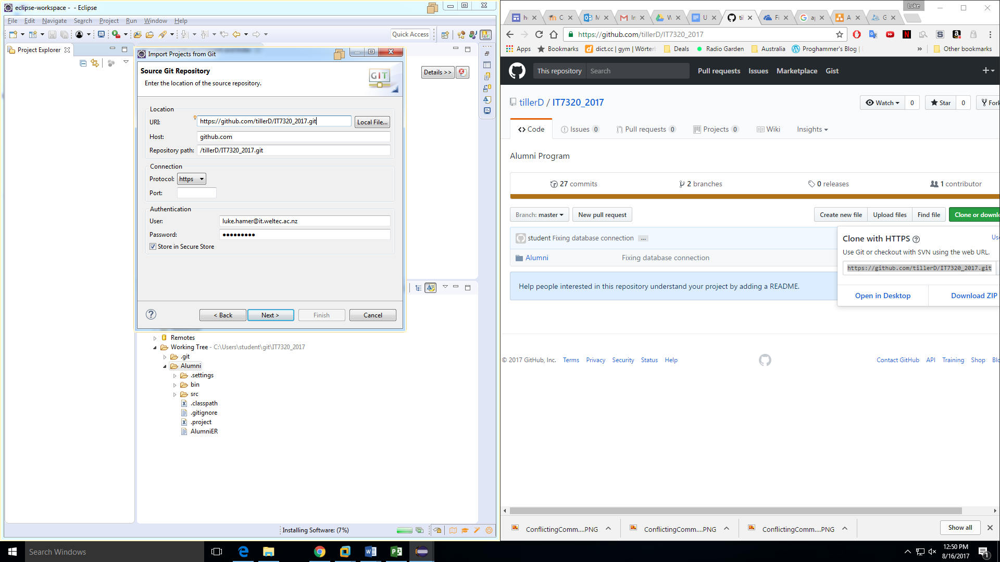 eclipse-workspace - - Eclipse
File Edit Navigate Search Project Run Window Help
Quick Access
Project Explorer
Import Projects from Git
Source Git Repository
Enter the location of the source repository.
GIT
Details >>
Location
URI: https://github.com/tillerD/IT7320_2017.git Local File...
Host: github.com
Repository path: /tillerD/IT7320_2017.git
Connection
Protocol: https
Port:
Authentication
User: luke.hamer@it.weltec.ac.nz
Password: ●●●●●●●●●
Store in Secure Store
< Back Next > Finish Cancel
Remotes
Working Tree - C:\Users\student\git\IT7320_2017
.git
Alumni
.settings
bin
src
.classpath
.gitignore
.project
AlumniER
Installing Software: (7%)
Luke
https://github.com/tillerD/IT7320_2017
Apps Bookmarks dict.cc | gym | Wörter Deals Radio Garden Australia Proghammer's Blog | » Other bookmarks
This repository Search Pull requests Issues Marketplace Gist
tillerD / IT7320_2017
Watch 0 Star 0 Fork
Code Issues 0 Pull requests 0 Projects 0 Wiki Insights
Alumni Program
27 commits 2 branches 0 releases 1 contributor
Branch: master New pull request Create new file Upload files Find file Clone or downlo
student Fixing database connection ...
Alumni Fixing database connection
Clone with HTTPS ?
Use
Use Git or checkout with SVN using the web URL.
https://github.com/tillerD/IT7320_2017.git
Open in Desktop Download ZIP
Help people interested in this repository understand your project by adding a README.
© 2017 GitHub, Inc. Terms Privacy Security Status Help
Contact GitHub API Training Shop Blo
ConflictingComm....PNG ConflictingComm....PNG ConflictingComm....PNG Show all
Search Windows
12:50 PM
8/16/2017
1